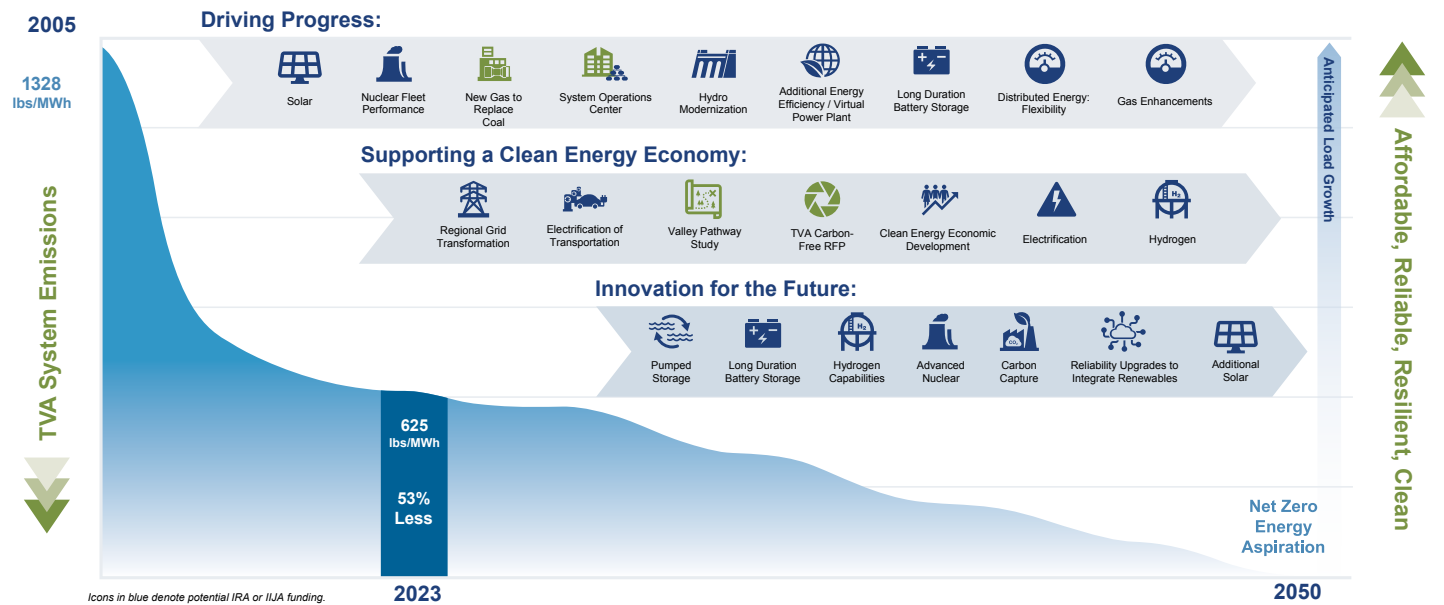 2005
1328
lbs/MWh
TVA System Emissions
Driving Progress:
Solar
Nuclear Fleet
Performance
New Gas to
Replace
Coal
System Operations
Center
Hydro
Modernization
Additional Energy
Efficiency / Virtual
Power Plant
Long Duration
Battery Storage
Distributed Energy:
Flexibility
Gas Enhancements
Supporting a Clean Energy Economy:
Regional Grid
Transformation
Electrification of
Transportation
Valley Pathway
Study
TVA Carbon-
Free RFP
Clean Energy Economic
Development
Electrification
H2
Hydrogen
Innovation for the Future:
Pumped
Storage
Long Duration
Battery Storage
H2
Hydrogen
Capabilities
Advanced
Nuclear
CO2
Carbon
Capture
Reliability Upgrades to
Integrate Renewables
Additional
Solar
Anticipated Load Growth
Affordable, Reliable, Resilient, Clean
625
lbs/MWh
53%
Less
Net Zero
Energy
Aspiration
Icons in blue denote potential IRA or IIJA funding.
2023
2050